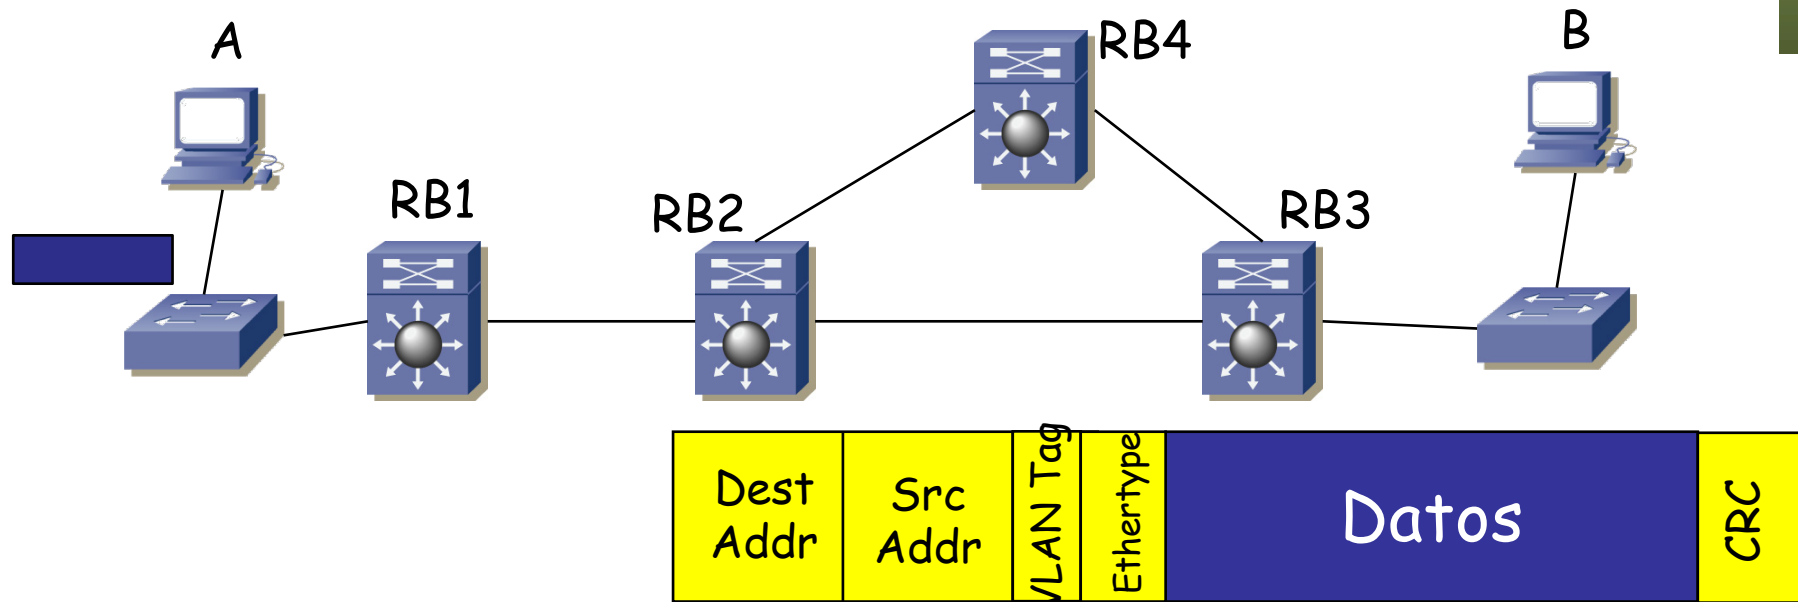 A
RB4
B
RB1
RB2
RB3
Dest
Addr
Src
Addr
VLAN Tag
Ethertype
Datos
CRC